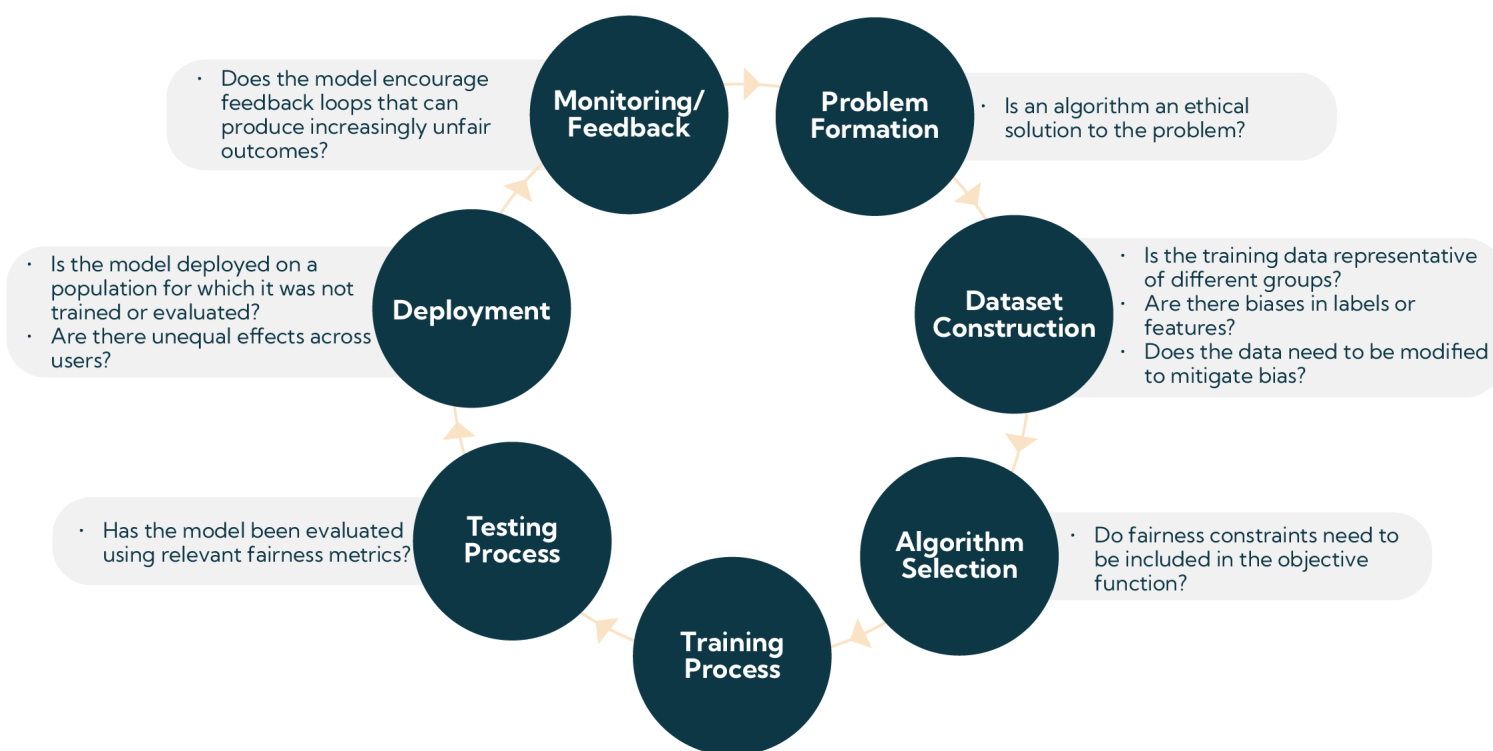 Monitoring/
Feedback
• Does the model encourage
feedback loops that can
produce increasingly unfair
outcomes?
Problem
Formation
• Is an algorithm an ethical
solution to the problem?
Dataset
Construction
• Is the training data representative
of different groups?
• Are there biases in labels or
features?
• Does the data need to be modified
to mitigate bias?
Algorithm
Selection
• Do fairness constraints need to
be included in the objective
function?
Training
Process
Testing
Process
• Has the model been evaluated
using relevant fairness metrics?
Deployment
• Is the model deployed on a
population for which it was not
trained or evaluated?
• Are there unequal effects across
users?